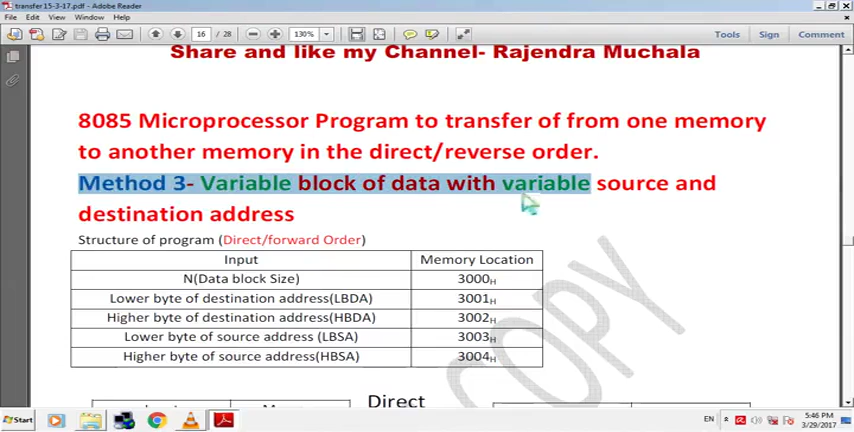 transfer 15-3-17.pdf - Adobe Reader
File Edit View Window Help
16 / 28 130% Tools Sign Comment
Share and like my Channel- Rajendra Muchala
8085 Microprocessor Program to transfer of from one memory
to another memory in the direct/reverse order.
Method 3- Variable block of data with variable source and
destination address
Structure of program (Direct/forward Order)
Input Memory Location
N(Data block Size) 3000H
Lower byte of destination address(LBDA) 3001H
Higher byte of destination address(HBDA) 3002H
Lower byte of source address (LBSA) 3003H
Higher byte of source address(HBSA) 3004H
COPY
Direct
Start EN 5:46 PM
3/29/2017